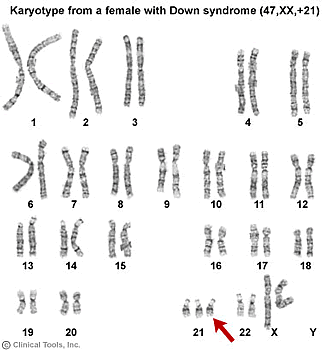 Karyotype from a female with Down syndrome (47,XX,+21)
1 2 3 4 5
6 7 8 9 10 11 12
13 14 15 16 17 18
19 20 21 22 X Y
© Clinical Tools, Inc.